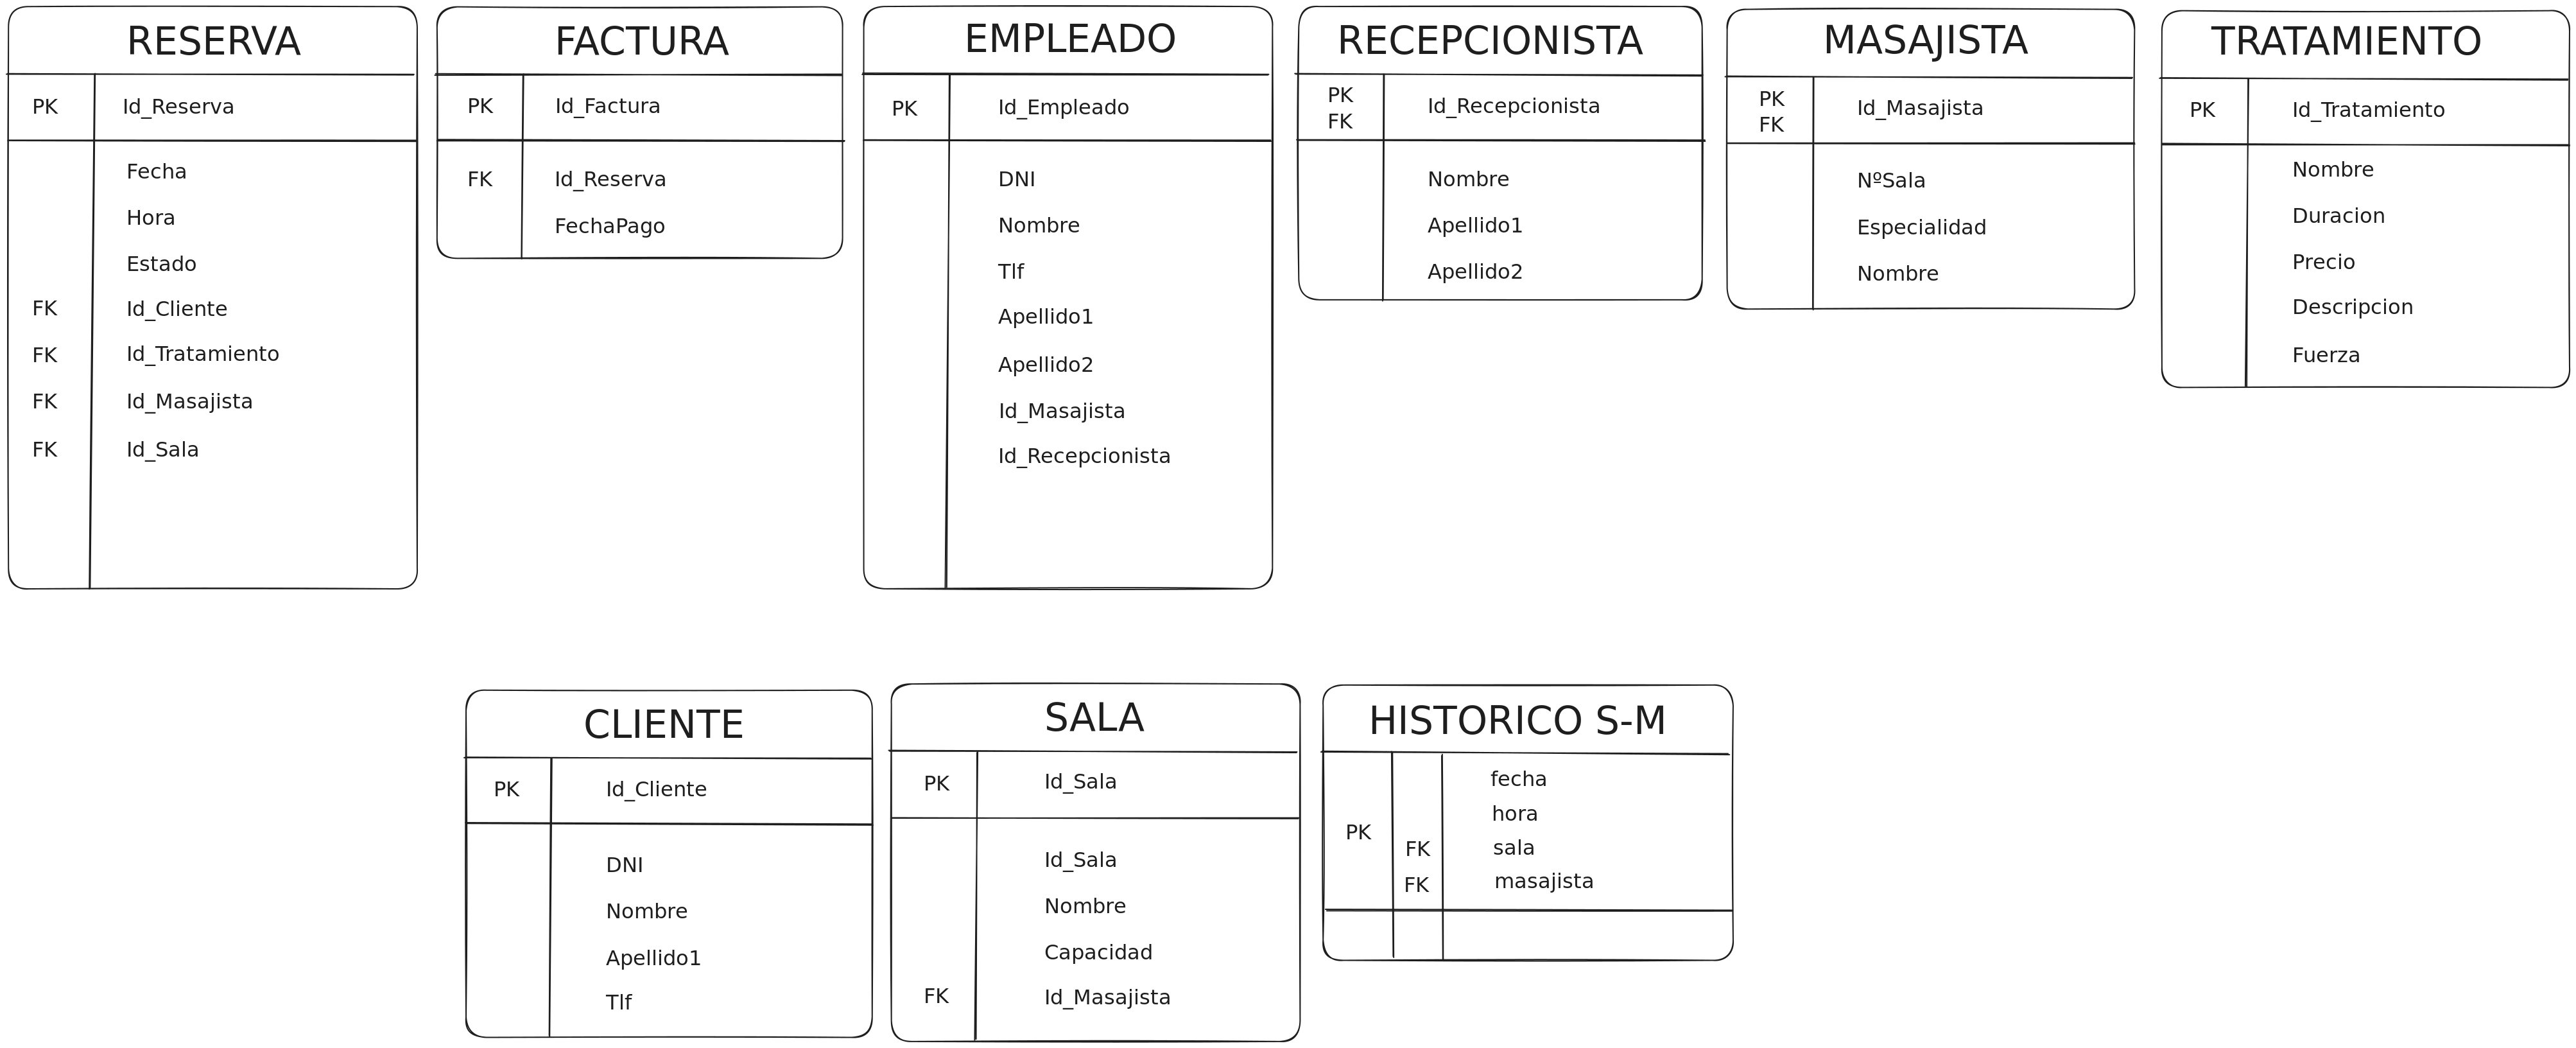 RESERVA
PK Id_Reserva
Fecha
Hora
Estado
FK Id_Cliente
FK Id_Tratamiento
FK Id_Masajista
FK Id_Sala
FACTURA
PK Id_Factura
FK Id_Reserva
FechaPago
EMPLEADO
PK Id_Empleado
DNI
Nombre
Tlf
Apellido1
Apellido2
Id_Masajista
Id_Recepcionista
RECEPCIONISTA
PK
FK
Id_Recepcionista
Nombre
Apellido1
Apellido2
MASAJISTA
PK
FK
Id_Masajista
NºSala
Especialidad
Nombre
TRATAMIENTO
PK Id_Tratamiento
Nombre
Duracion
Precio
Descripcion
Fuerza
CLIENTE
PK Id_Cliente
DNI
Nombre
Apellido1
Tlf
SALA
PK Id_Sala
Id_Sala
Nombre
Capacidad
FK Id_Masajista
HISTORICO S-M
fecha
hora
PK
FK sala
FK masajista